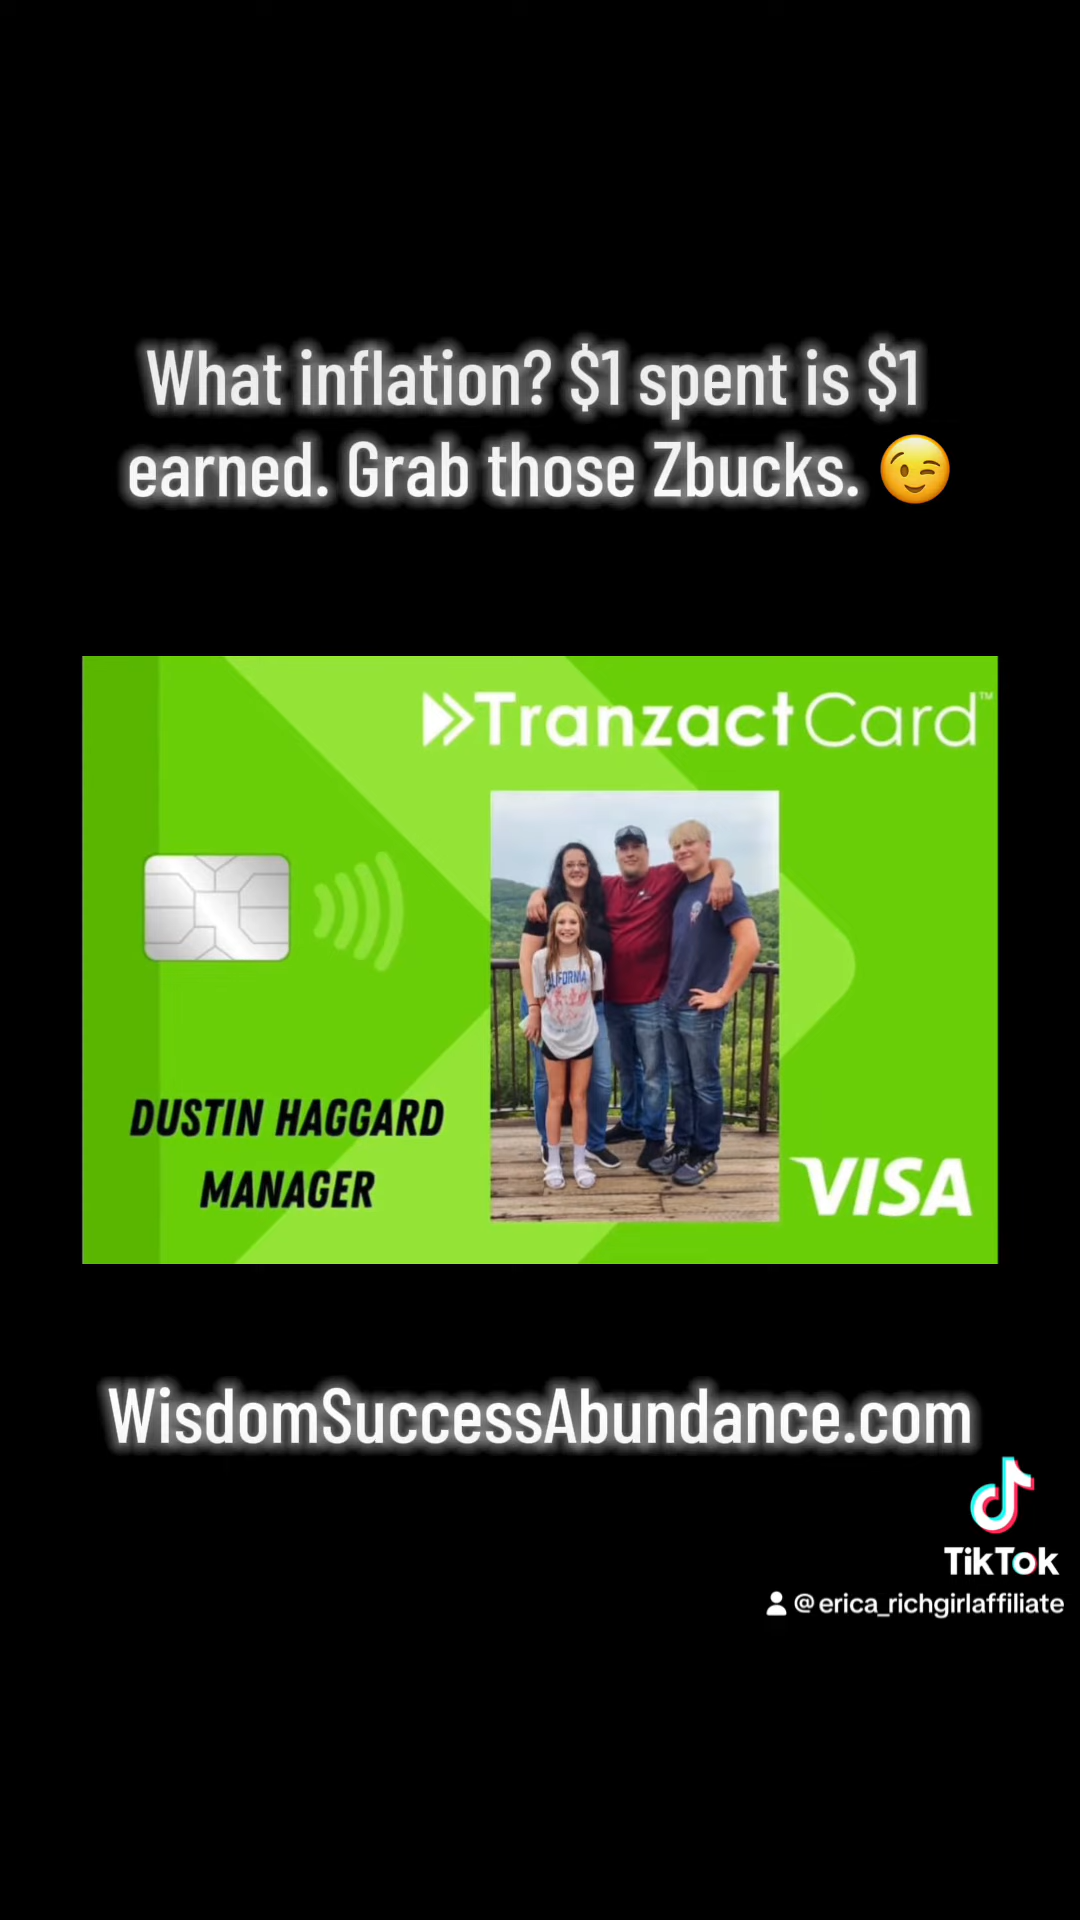 What inflation? $1 spent is $1
earned. Grab those Zbucks. 😉
TranzactCard™
CALIFORNIA
DUSTIN HAGGARD
MANAGER
VISA
WisdomSuccessAbundance.com
TikTok
@erica_richgirlaffiliate